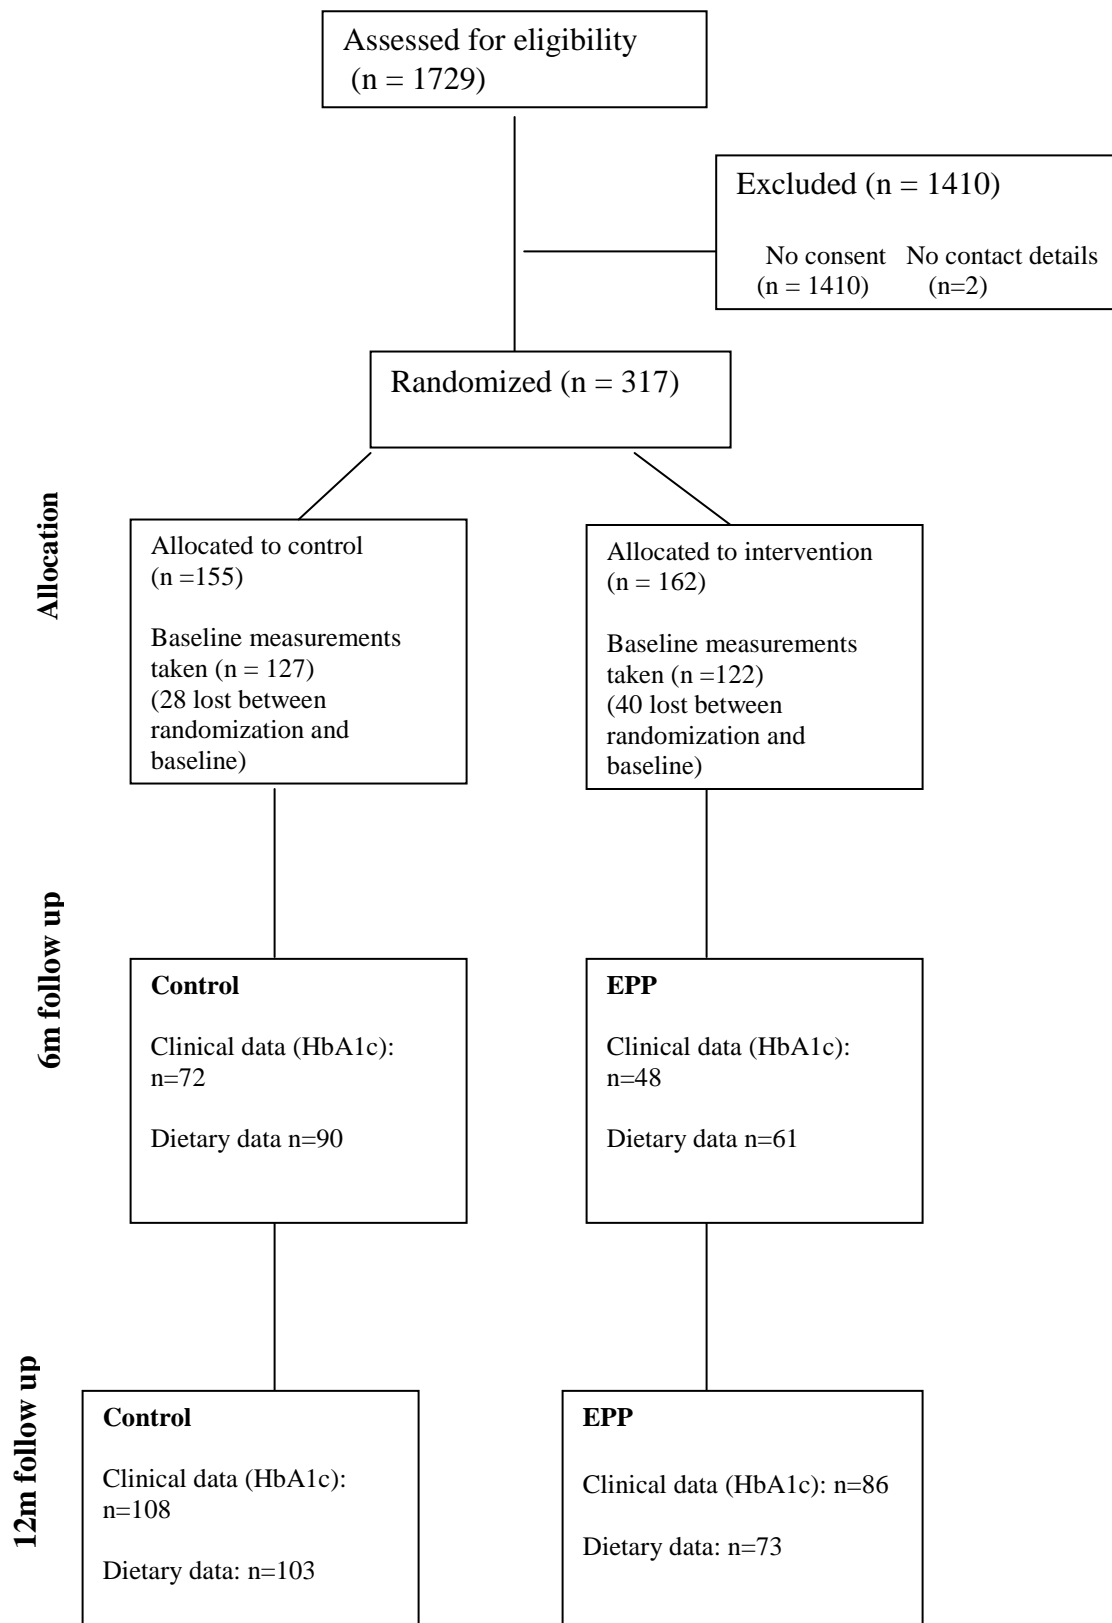 Assessed for eligibility
(n = 1729)
Excluded (n = 1410)
No consent   No contact details
(n = 1410)   (n=2)
Randomized (n = 317)
Allocation
Allocated to control
(n =155)
Baseline measurements
taken (n = 127)
(28 lost between
randomization and
baseline)
Allocated to intervention
(n = 162)
Baseline measurements
taken (n =122)
(40 lost between
randomization and
baseline)
6m follow up
Control
Clinical data (HbA1c):
n=72
Dietary data n=90
EPP
Clinical data (HbA1c):
n=48
Dietary data n=61
12m follow up
Control
Clinical data (HbA1c):
n=108
Dietary data: n=103
EPP
Clinical data (HbA1c): n=86
Dietary data: n=73